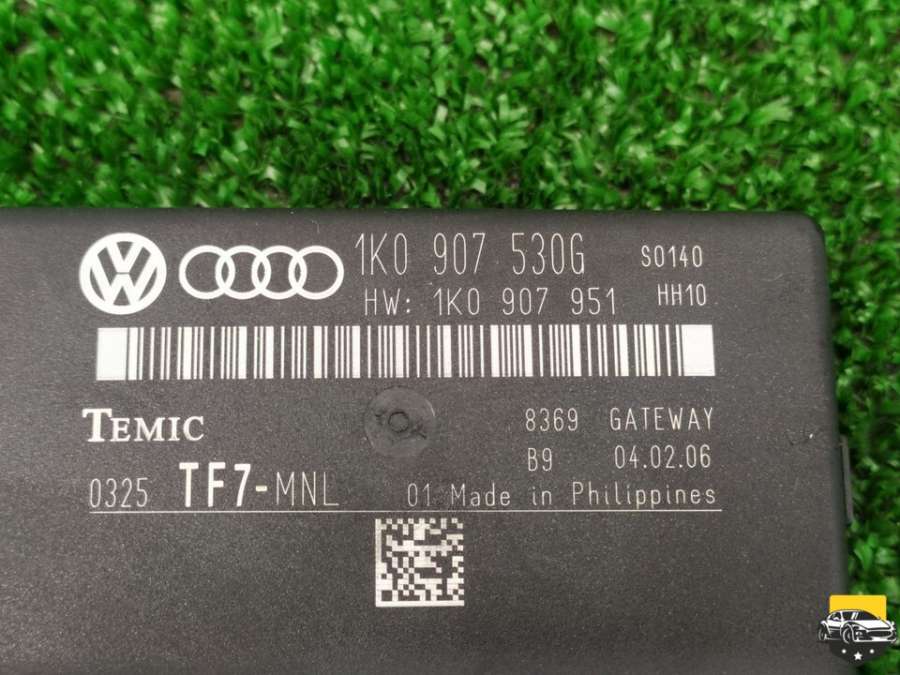 1K0 907 530G S0140
HW: 1K0 907 951 HH10
TEMIC
8369 GATEWAY
B9 04.02.06
0325 TF7-MNL 01 Made in Philippines